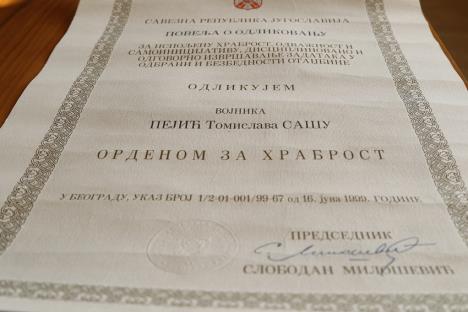 САВЕЗНА РЕПУБЛИКА ЈУГОСЛАВИЈА
ПОВЕЉА О ОДЛИКОВАЊУ
ЗА ИСПОЉЕНУ ХРАБРОСТ, ОДВАЖНОСТ И
САМОИНИЦИЈАТИВУ, ДИСЦИПЛИНОВАНО И
ОДГОВОРНО ИЗВРШАВАЊЕ ЗАДАТАКА У
ОДБРАНИ И БЕЗБЕДНОСТИ ОТАЏБИНЕ
ОДЛИКУЈЕМ
ВОЈНИКА
ПЕЈИЋ Томислава САШУ
ОРДЕНОМ ЗА ХРАБРОСТ
У БЕОГРАДУ, УКАЗ БРОЈ 1/2-01-001/99-67 од 16. јуна 1999. ГОДИНЕ
ПРЕДСЕДНИК
СЛОБОДАН МИЛОШЕВИЋ